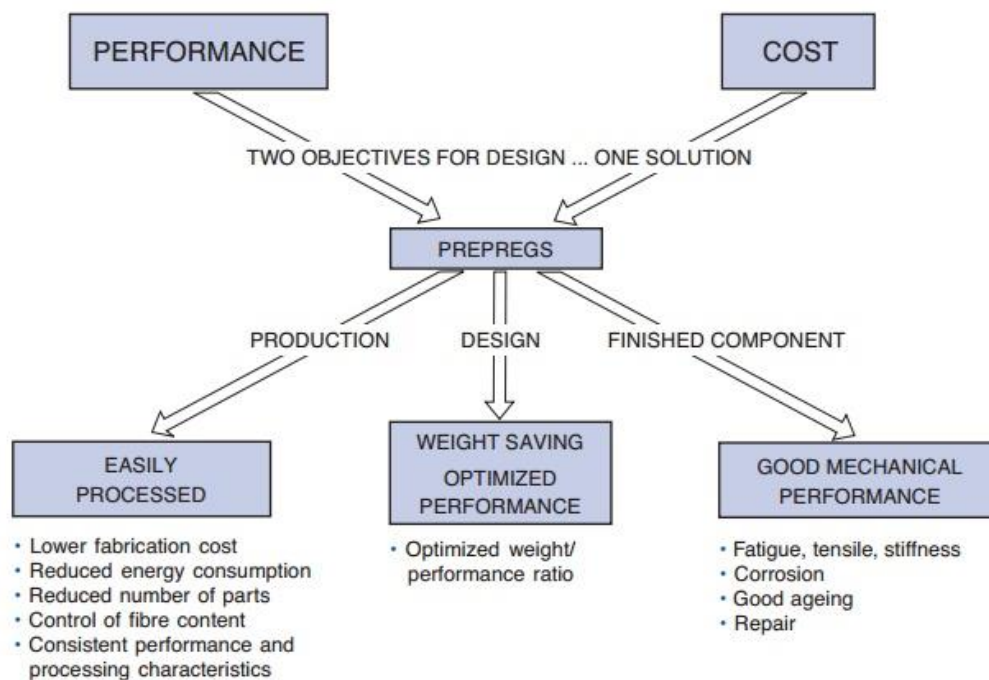 PERFORMANCE
COST
TWO OBJECTIVES FOR DESIGN ... ONE SOLUTION
PREPREGS
PRODUCTION
DESIGN
FINISHED COMPONENT
EASILY
PROCESSED
• Lower fabrication cost
• Reduced energy consumption
• Reduced number of parts
• Control of fibre content
• Consistent performance and
processing characteristics
WEIGHT SAVING
OPTIMIZED
PERFORMANCE
• Optimized weight/
performance ratio
GOOD MECHANICAL
PERFORMANCE
• Fatigue, tensile, stiffness
• Corrosion
• Good ageing
• Repair